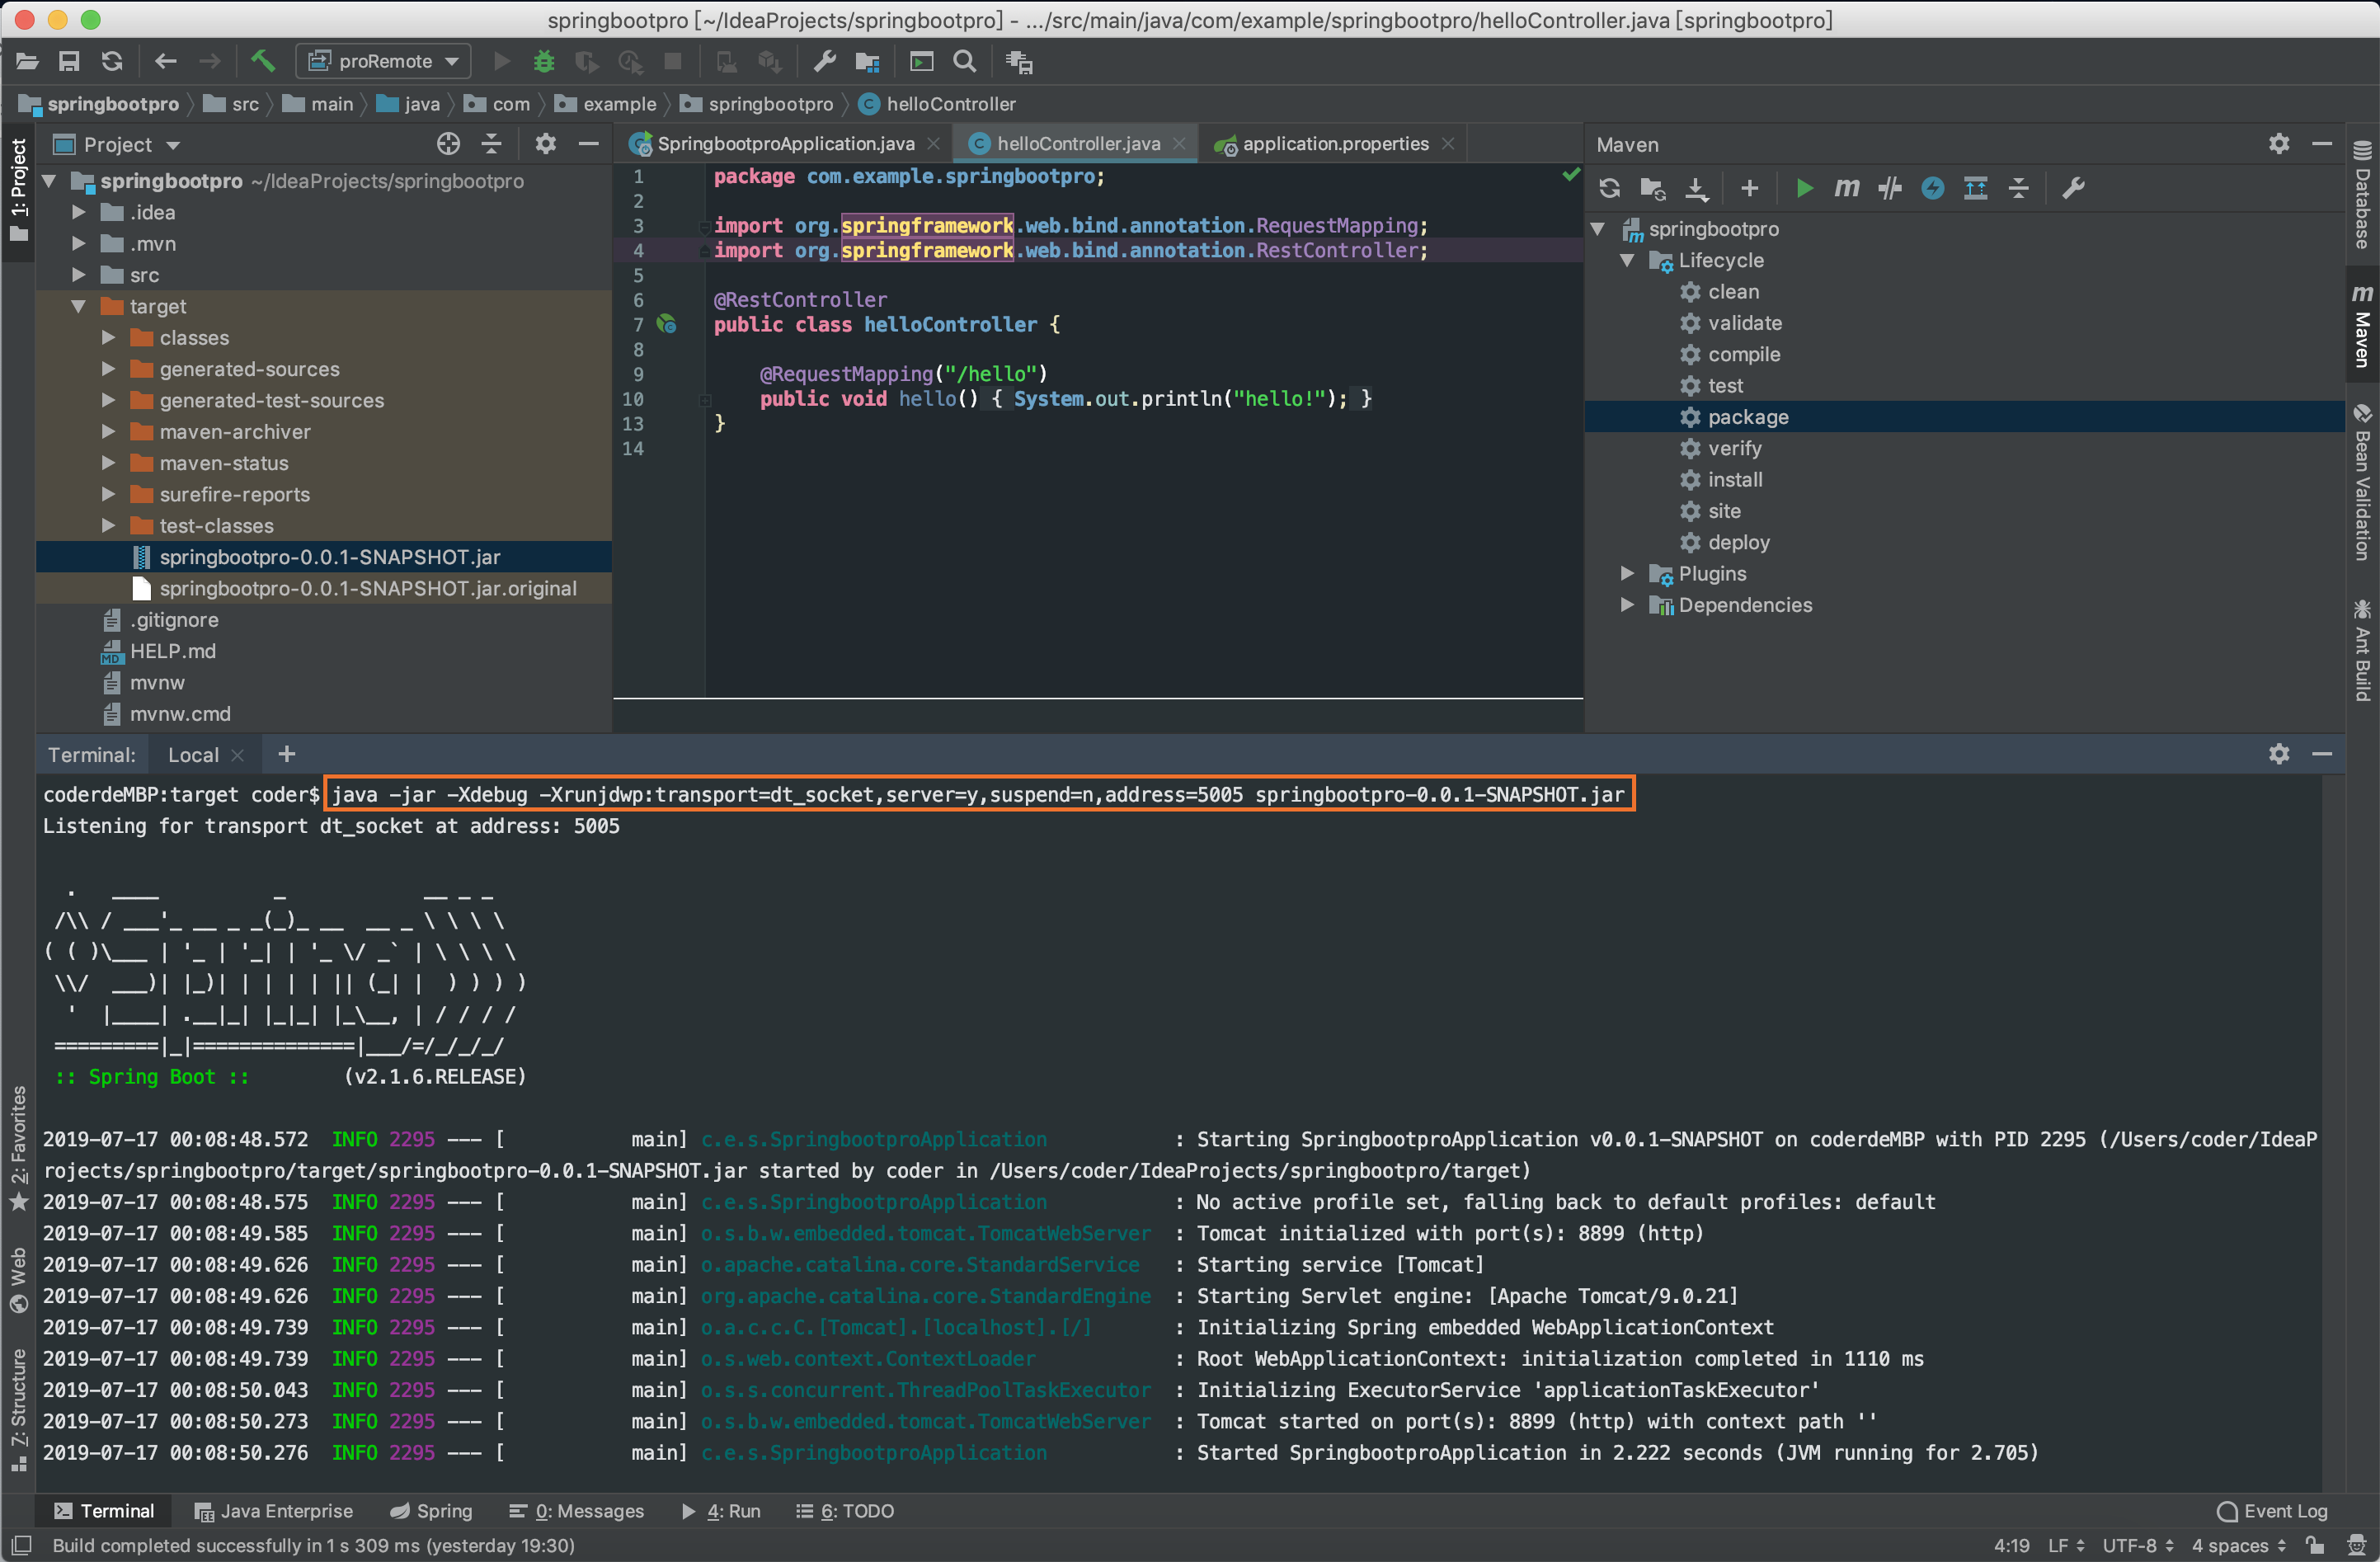 springbootpro [~/IdeaProjects/springbootpro] - .../src/main/java/com/example/springbootpro/helloController.java [springbootpro]
proRemote
springbootpro src main java com example springbootpro helloController
1: Project
Project
springbootpro ~/IdeaProjects/springbootpro
.idea
.mvn
src
target
classes
generated-sources
generated-test-sources
maven-archiver
maven-status
surefire-reports
test-classes
springbootpro-0.0.1-SNAPSHOT.jar
springbootpro-0.0.1-SNAPSHOT.jar.original
.gitignore
HELP.md
mvnw
mvnw.cmd
SpringbootproApplication.java helloController.java application.properties
1 package com.example.springbootpro;
2
3 import org.springframework.web.bind.annotation.RequestMapping;
4 import org.springframework.web.bind.annotation.RestController;
5
6 @RestController
7 public class helloController {
8
9 @RequestMapping("/hello")
10 public void hello() { System.out.println("hello!"); }
13 }
14
Maven
springbootpro
Lifecycle
clean
validate
compile
test
package
verify
install
site
deploy
Plugins
Dependencies
Database
Maven
Bean Validation
Ant Build
Terminal: Local
coderdeMBP:target coder$ java -jar -Xdebug -Xrunjdwp:transport=dt_socket,server=y,suspend=n,address=5005 springbootpro-0.0.1-SNAPSHOT.jar
Listening for transport dt_socket at address: 5005
  .   ____          _            __ _ _
 /\\ / ___'_ __ _ _(_)_ __  __ _ \ \ \ \
( ( )\___ | '_ | '_| | '_ \/ _` | \ \ \ \
 \\/  ___)| |_)| | | | | || (_| |  ) ) ) )
  '  |____| .__|_| |_|_| |_\__, | / / / /
 =========|_|==============|___/=/_/_/_/
 :: Spring Boot ::        (v2.1.6.RELEASE)
2019-07-17 00:08:48.572 INFO 2295 --- [           main] c.e.s.SpringbootproApplication           : Starting SpringbootproApplication v0.0.1-SNAPSHOT on coderdeMBP with PID 2295 (/Users/coder/IdeaP
rojects/springbootpro/target/springbootpro-0.0.1-SNAPSHOT.jar started by coder in /Users/coder/IdeaProjects/springbootpro/target)
2019-07-17 00:08:48.575 INFO 2295 --- [           main] c.e.s.SpringbootproApplication           : No active profile set, falling back to default profiles: default
2019-07-17 00:08:49.585 INFO 2295 --- [           main] o.s.b.w.embedded.tomcat.TomcatWebServer  : Tomcat initialized with port(s): 8899 (http)
2019-07-17 00:08:49.626 INFO 2295 --- [           main] o.apache.catalina.core.StandardService   : Starting service [Tomcat]
2019-07-17 00:08:49.626 INFO 2295 --- [           main] org.apache.catalina.core.StandardEngine  : Starting Servlet engine: [Apache Tomcat/9.0.21]
2019-07-17 00:08:49.739 INFO 2295 --- [           main] o.a.c.c.C.[Tomcat].[localhost].[/]       : Initializing Spring embedded WebApplicationContext
2019-07-17 00:08:49.739 INFO 2295 --- [           main] o.s.web.context.ContextLoader            : Root WebApplicationContext: initialization completed in 1110 ms
2019-07-17 00:08:50.043 INFO 2295 --- [           main] o.s.s.concurrent.ThreadPoolTaskExecutor  : Initializing ExecutorService 'applicationTaskExecutor'
2019-07-17 00:08:50.273 INFO 2295 --- [           main] o.s.b.w.embedded.tomcat.TomcatWebServer  : Tomcat started on port(s): 8899 (http) with context path ''
2019-07-17 00:08:50.276 INFO 2295 --- [           main] c.e.s.SpringbootproApplication           : Started SpringbootproApplication in 2.222 seconds (JVM running for 2.705)
2: Favorites
Web
Z: Structure
Terminal Java Enterprise Spring 0: Messages 4: Run 6: TODO Event Log
Build completed successfully in 1 s 309 ms (yesterday 19:30) 4:19 LF UTF-8 4 spaces